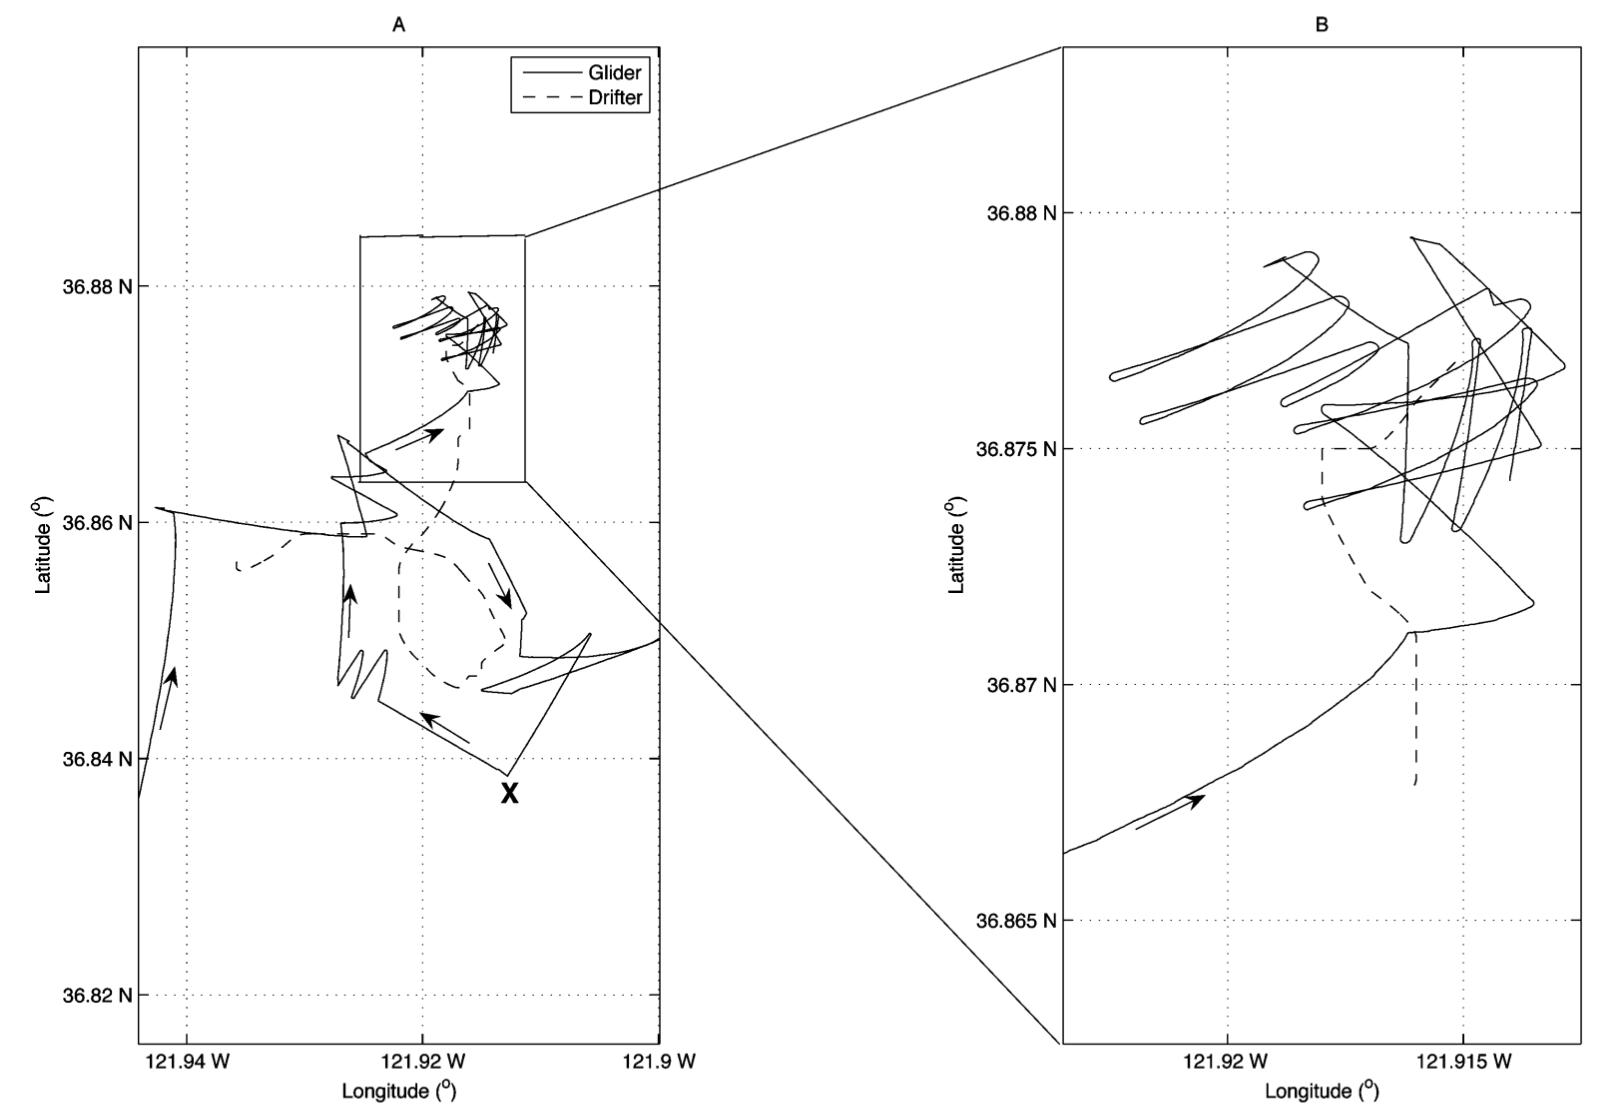 A
B
Glider
Drifter
36.88 N
36.86 N
36.84 N
36.82 N
Latitude (o)
121.94 W
121.92 W
121.9 W
Longitude (o)
X
36.88 N
36.875 N
36.87 N
36.865 N
Latitude (o)
121.92 W
121.915 W
Longitude (o)